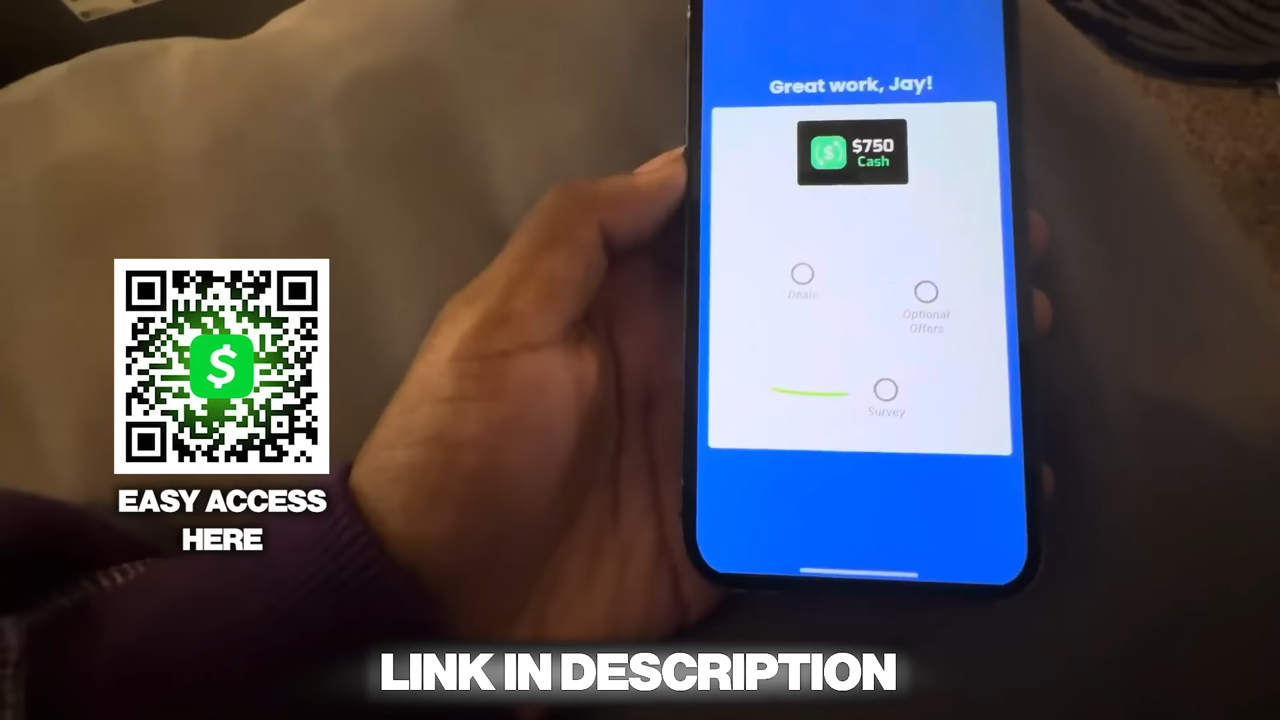 Great work, Jay!
$750
Cash
Deals
Optional
Offers
Survey
$
EASY ACCESS
HERE
LINK IN DESCRIPTION